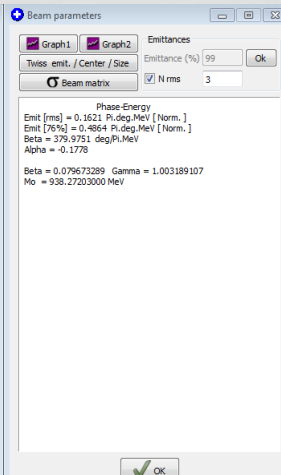 Beam parameters
Graph1
Graph2
Twiss emit. / Center / Size
σ Beam matrix
Emittances
Emittance (%) 99 Ok
N rms 3
Phase-Energy
Emit [rms] = 0.1621 Pi.deg.MeV [ Norm. ]
Emit [76%] = 0.4864 Pi.deg.MeV [ Norm. ]
Beta = 379.9751 deg/Pi.MeV
Alpha = -0.1778
Beta = 0.079673289 Gamma = 1.003189107
Mo = 938.27203000 MeV
OK